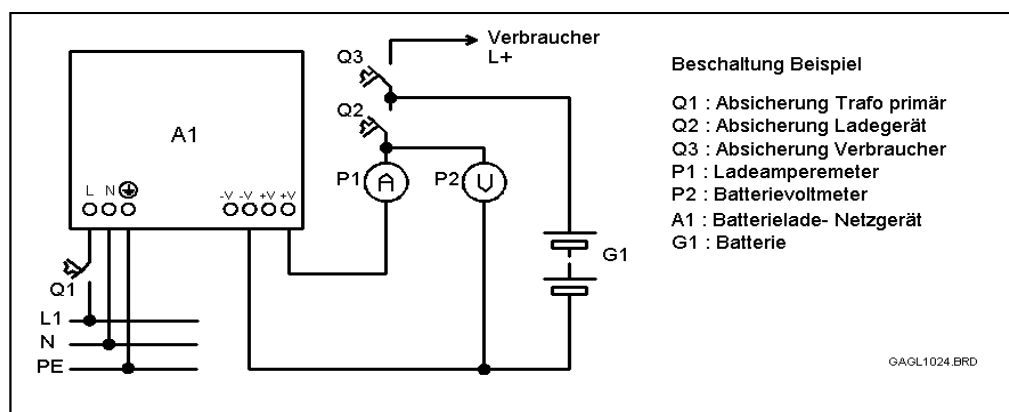 Verbraucher
L+
Q3
Q2
A1
P1
A
P2
V
L N
-V -V +V +V
Q1
L1
N
PE
G1
Beschaltung Beispiel
Q1 : Absicherung Trafo primär
Q2 : Absicherung Ladegerät
Q3 : Absicherung Verbraucher
P1 : Ladeamperemeter
P2 : Batterievoltmeter
A1 : Batterielade- Netzgerät
G1 : Batterie
GAGL1024.BRD